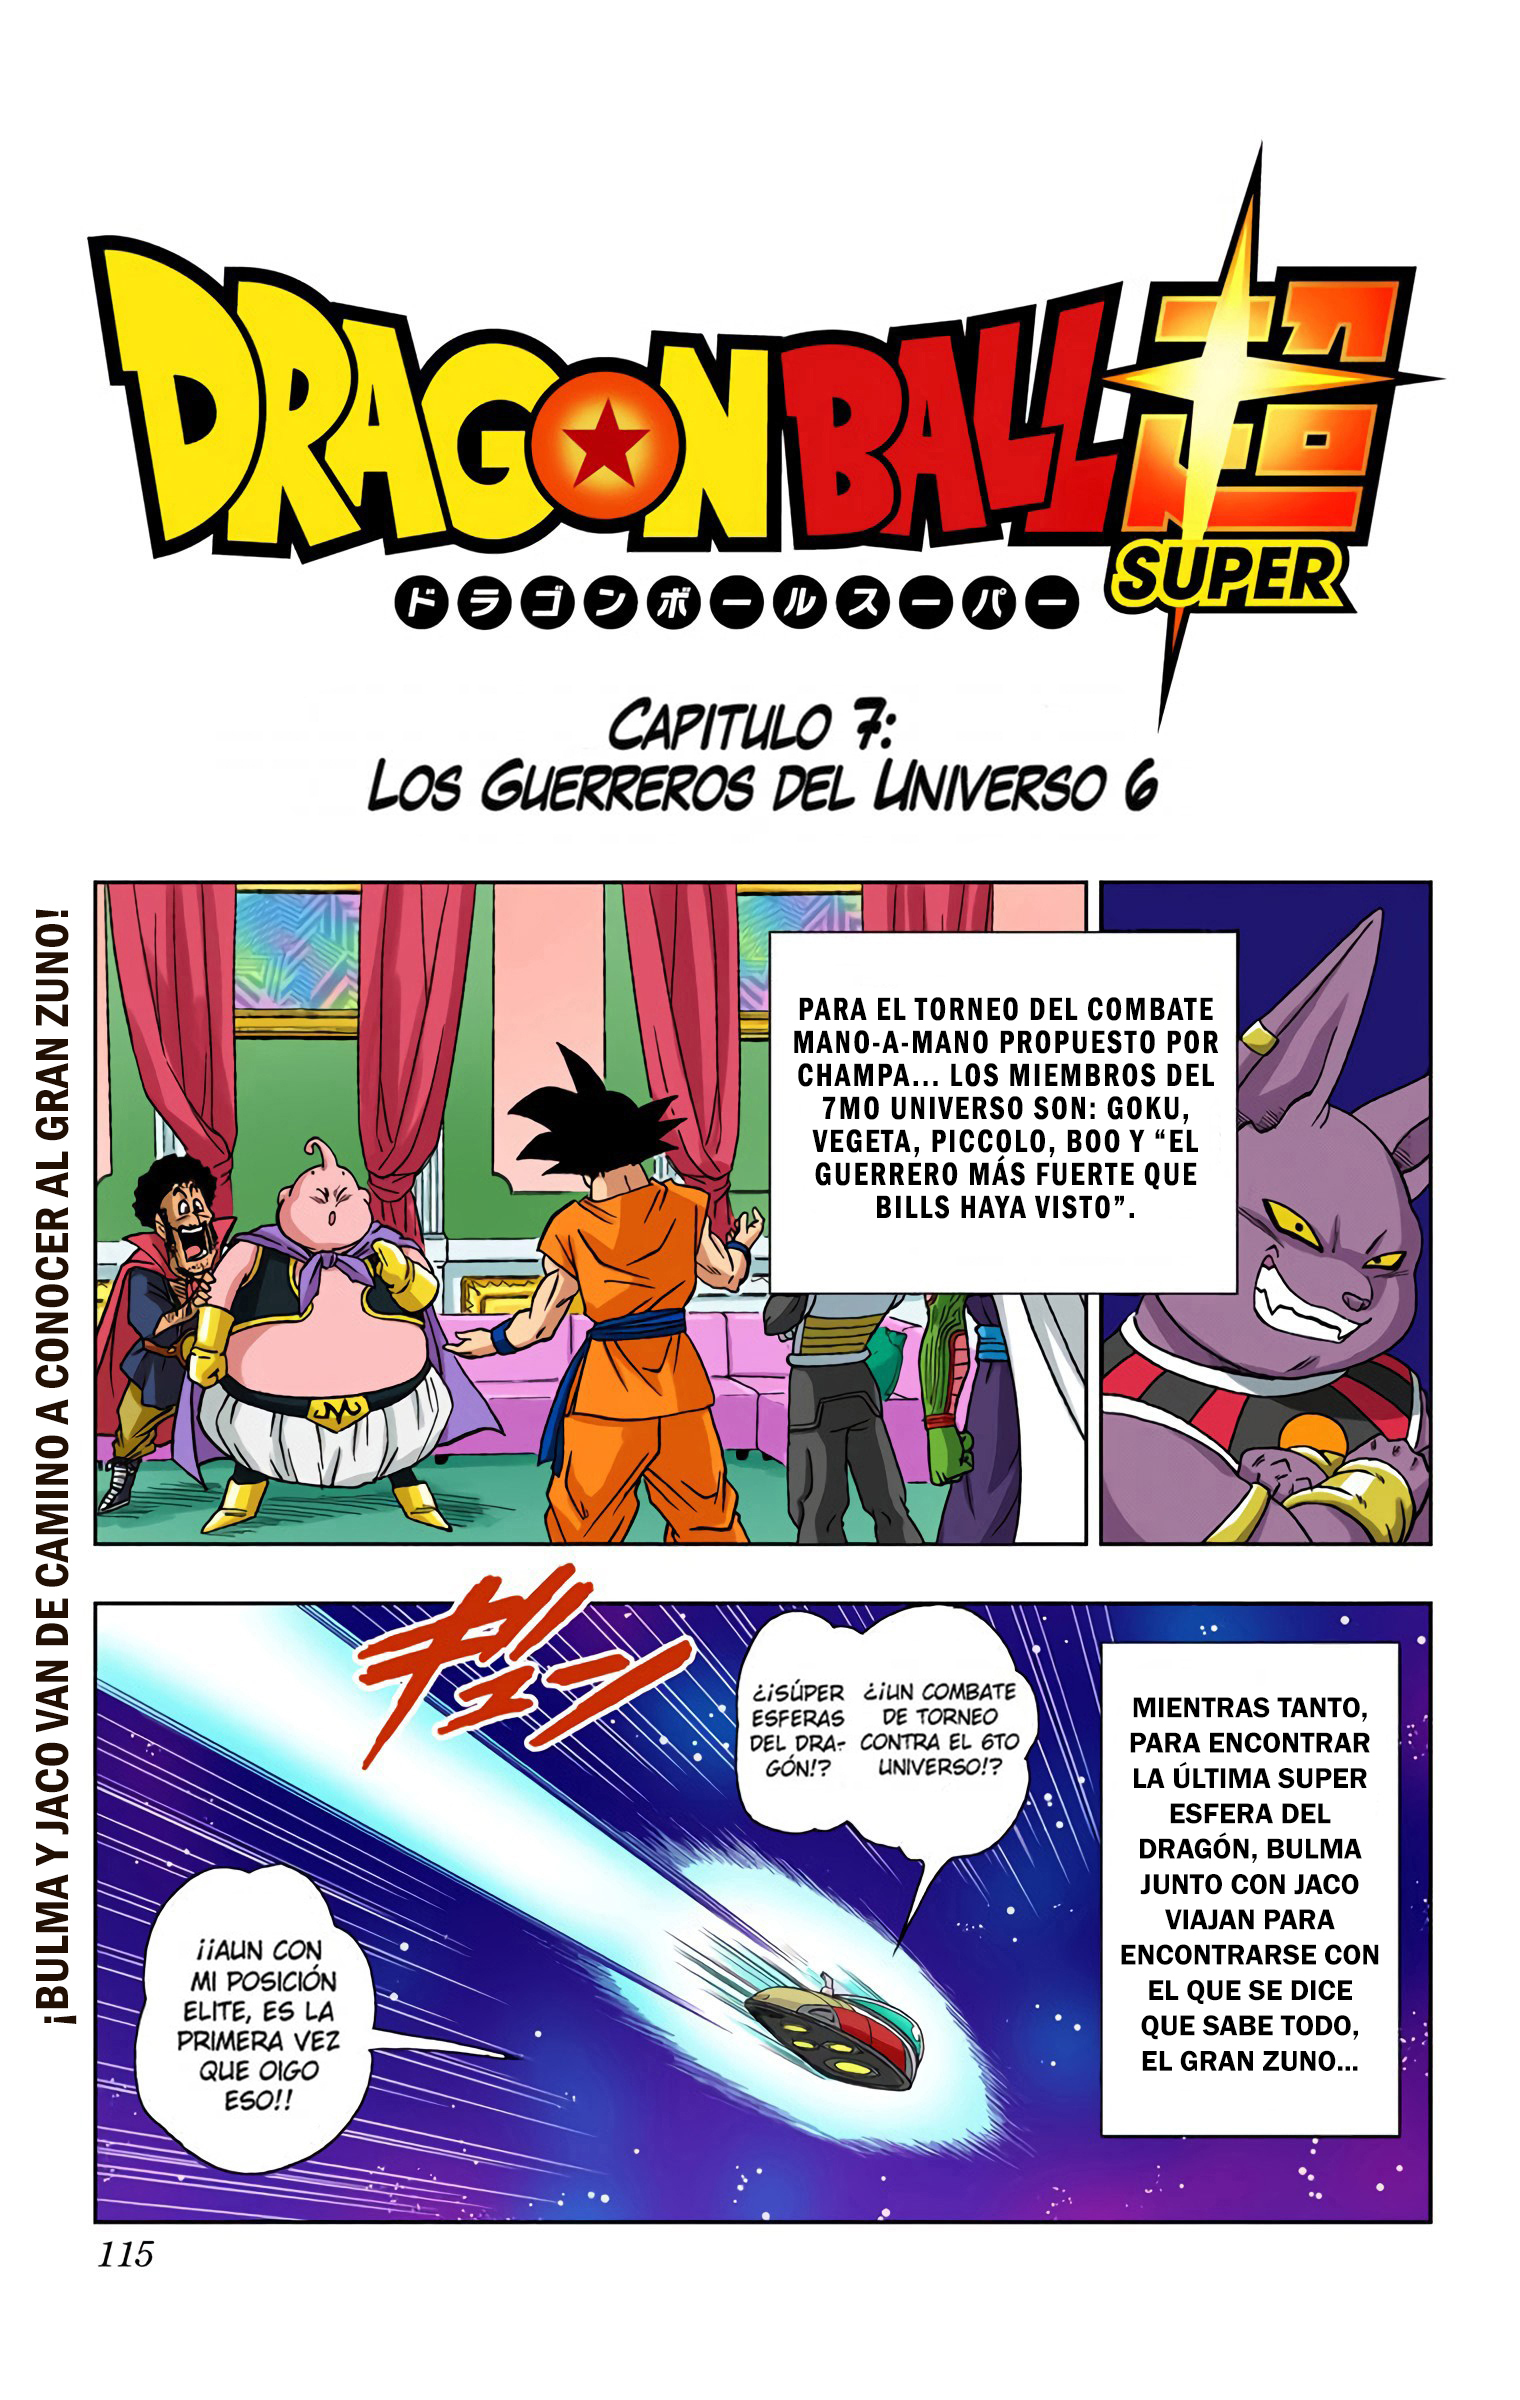 DRAGON BALL 超
SUPER
ドラゴンボールスーパー
CAPITULO 7:
LOS GUERREROS DEL UNIVERSO 6
¡BULMA Y JACO VAN DE CAMINO A CONOCER AL GRAN ZUNO!
PARA EL TORNEO DEL COMBATE
MANO-A-MANO PROPUESTO POR
CHAMPA... LOS MIEMBROS DEL
7MO UNIVERSO SON: GOKU,
VEGETA, PICCOLO, BOO Y “EL
GUERRERO MÁS FUERTE QUE
BILLS HAYA VISTO”.
M
ギュン
MIENTRAS TANTO,
PARA ENCONTRAR
LA ÚLTIMA SUPER
ESFERA DEL
DRAGÓN, BULMA
JUNTO CON JACO
VIAJAN PARA
ENCONTRARSE CON
EL QUE SE DICE
QUE SABE TODO,
EL GRAN ZUNO...
¿¡UN COMBATE
DE TORNEO
CONTRA EL 6TO
UNIVERSO!?
¿¡SÚPER
ESFERAS
DEL DRA-
GÓN!?
¡¡AUN CON
MI POSICIÓN
ELITE, ES LA
PRIMERA VEZ
QUE OIGO
ESO!!
115